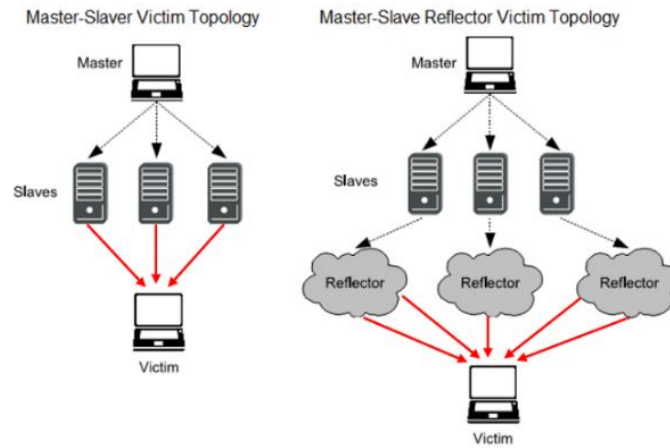 Master-Slaver Victim Topology
Master
Slaves
Victim
Master-Slave Reflector Victim Topology
Master
Slaves
Reflector
Reflector
Reflector
Victim